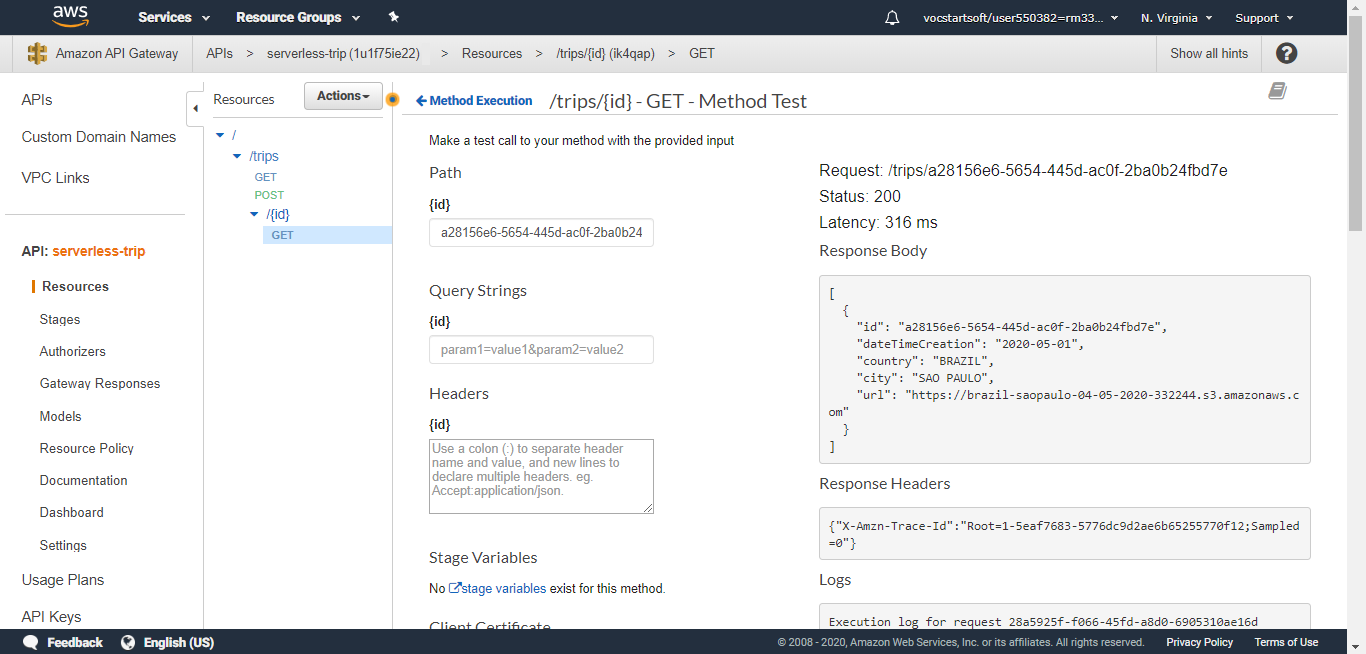 aws
Services
Resource Groups
vocstartsoft/user550382=rm33...
N. Virginia
Support
Amazon API Gateway
APIs > serverless-trip (1u1f75ie22) > Resources > /trips/{id} (ik4qap) > GET
Show all hints
?
APIs
Custom Domain Names
VPC Links
API: serverless-trip
Resources
Stages
Authorizers
Gateway Responses
Models
Resource Policy
Documentation
Dashboard
Settings
Usage Plans
API Keys
Resources
Actions
/
/trips
GET
POST
/{id}
GET
Method Execution
/trips/{id} - GET - Method Test
Make a test call to your method with the provided input
Path
{id}
a28156e6-5654-445d-ac0f-2ba0b24
Query Strings
{id}
param1=value1&param2=value2
Headers
{id}
Use a colon (:) to separate header
name and value, and new lines to
declare multiple headers. eg.
Accept:application/json.
Stage Variables
No stage variables exist for this method.
Client Certificate
Request: /trips/a28156e6-5654-445d-ac0f-2ba0b24fbd7e
Status: 200
Latency: 316 ms
Response Body
[
{
"id": "a28156e6-5654-445d-ac0f-2ba0b24fbd7e",
"dateTimeCreation": "2020-05-01",
"country": "BRAZIL",
"city": "SAO PAULO",
"url": "https://brazil-saopaulo-04-05-2020-332244.s3.amazonaws.c
om"
}
]
Response Headers
{"X-Amzn-Trace-Id":"Root=1-5eaf7683-5776dc9d2ae6b65255770f12;Sampled
=0"}
Logs
Execution log for request 28a5925f-f066-45fd-a8d0-6905310ae16d
Feedback
English (US)
© 2008 - 2020, Amazon Web Services, Inc. or its affiliates. All rights reserved.
Privacy Policy
Terms of Use